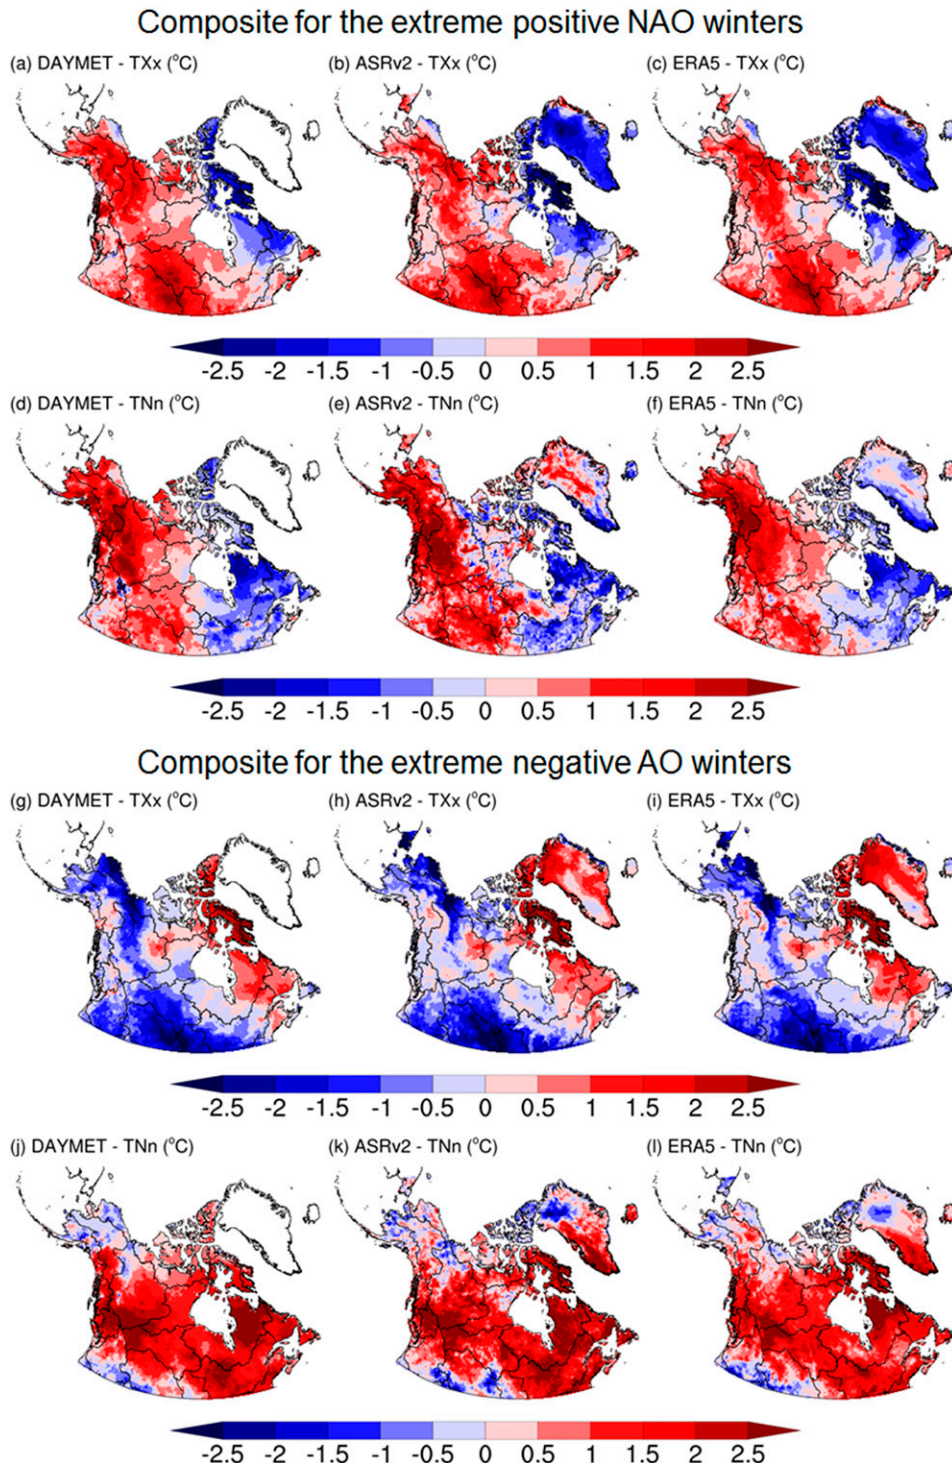 Composite for the extreme positive NAO winters
(a) DAYMET - TXx (°C) (b) ASRv2 - TXx (°C) (c) ERA5 - TXx (°C)
-2.5 -2 -1.5 -1 -0.5 0 0.5 1 1.5 2 2.5
(d) DAYMET - TNn (°C) (e) ASRv2 - TNn (°C) (f) ERA5 - TNn (°C)
-2.5 -2 -1.5 -1 -0.5 0 0.5 1 1.5 2 2.5
Composite for the extreme negative AO winters
(g) DAYMET - TXx (°C) (h) ASRv2 - TXx (°C) (i) ERA5 - TXx (°C)
-2.5 -2 -1.5 -1 -0.5 0 0.5 1 1.5 2 2.5
(j) DAYMET - TNn (°C) (k) ASRv2 - TNn (°C) (l) ERA5 - TNn (°C)
-2.5 -2 -1.5 -1 -0.5 0 0.5 1 1.5 2 2.5